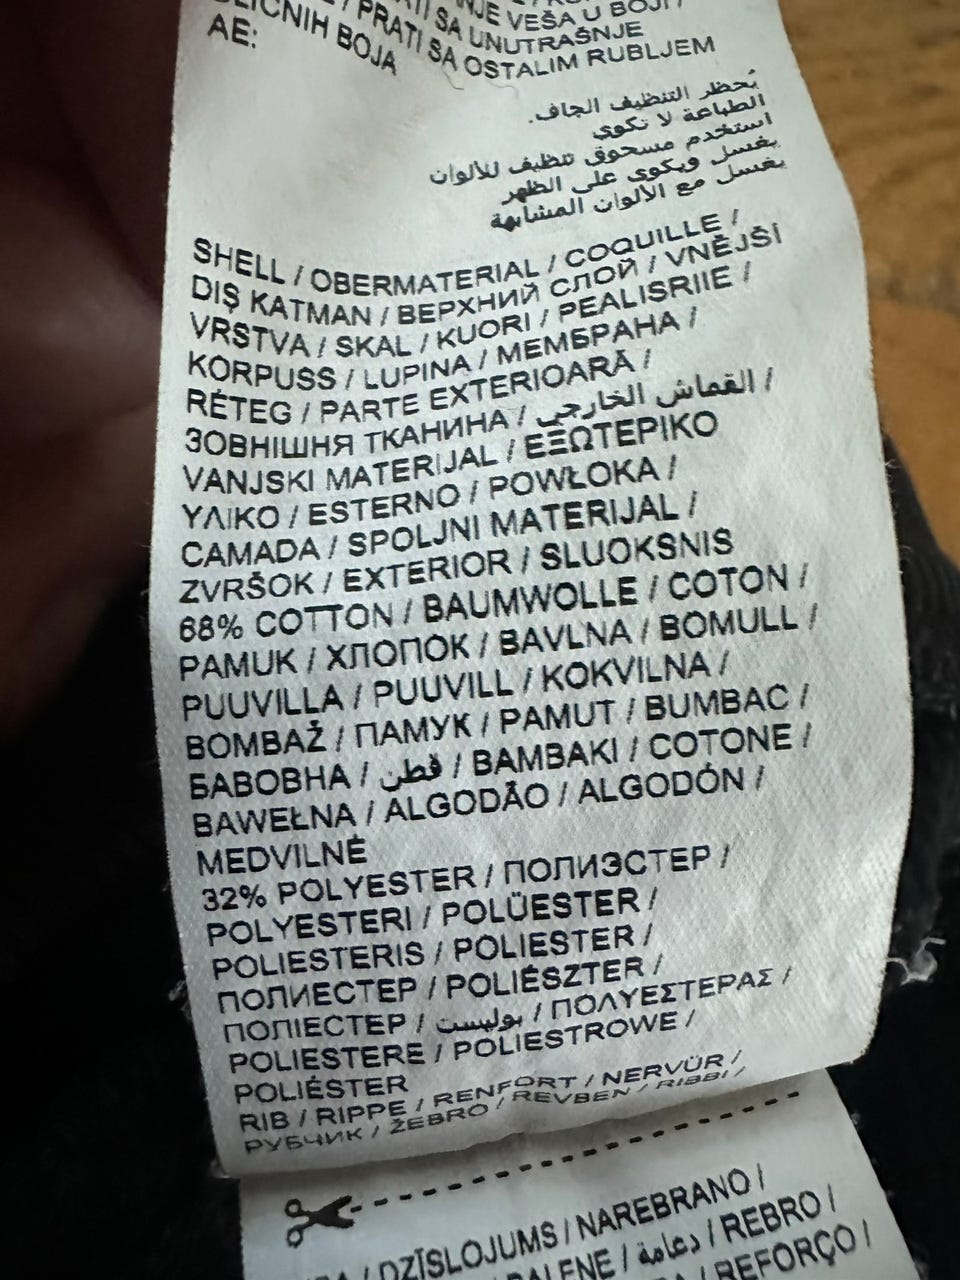 NJE VEŠA U BOJI /
SA UNUTRAŠNJE
BOJA / PRATI SA OSTALIM RUBLJEM
AE:
يُحظر التنظيف الجاف.
الطباعة لا تكوي
استخدم مسحوق تنظيف للألوان
يغسل ويكوى على الظهر
يغسل مع الألوان المشابهة
SHELL / OBERMATERIAL / COQUILLE /
DIŞ KATMAN / ВЕРХНИЙ СЛОЙ / VNĚJŠÍ
VRSTVA / SKAL / KUORI / PEALISRIIE /
KORPUSS / LUPINA / МЕМБРАНА /
RÉTEG / PARTE EXTERIOARĂ /
ЗОВНІШНЯ ТКАНИНА / القماش الخارجي /
VANJSKI MATERIJAL / ΕΞΩΤΕΡΙΚΟ
ΥΛΙΚΟ / ESTERNO / POWŁOKA /
CAMADA / SPOLJNI MATERIJAL /
ZVRŠOK / EXTERIOR / SLUOKSNIS
68% COTTON / BAUMWOLLE / COTON /
PAMUK / ХЛОПОК / BAVLNA / BOMULL /
PUUVILLA / PUUVILL / KOKVILNA /
BOMBAŽ / ПАМУК / PAMUT / BUMBAC /
БАВОВНА / قطن / BAMBAKI / COTONE /
BAWEŁNA / ALGODÃO / ALGODÓN /
MEDVILNĖ
32% POLYESTER / ПОЛИЭСТЕР /
POLYESTERI / POLÜESTER /
POLIESTERIS / POLIESTER /
ПОЛИЕСТЕР / POLIÉSZTER /
ПОЛІЕСТЕР / بوليستر / ΠΟΛΥΕΣΤΕΡΑΣ /
POLIESTERE / POLIESTROWE /
POLIÉSTER
RIB / RIPPE / RENFORT / NERVÜR /
РУБЧИК / ŽEBRO / REVBEN / RIBBI /
DZĪSLOJUMS / NAREBRANO /
/ دعامة / REBRO /
/ REFORÇO /